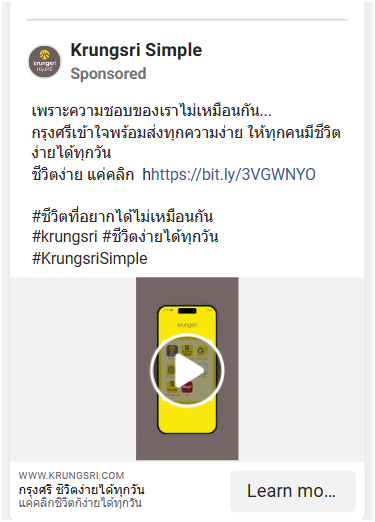 Krungsri Simple
krungsri
กรุงศรี
Sponsored
เพราะความชอบของเราไม่เหมือนกัน...
กรุงศรีเข้าใจพร้อมส่งทุกความง่าย ให้ทุกคนมีชีวิต
ง่ายได้ทุกวัน
ชีวิตง่าย แค่คลิก hhttps://bit.ly/3VGWNYO
#ชีวิตที่อยากได้ไม่เหมือนกัน
#krungsri #ชีวิตง่ายได้ทุกวัน
#KrungsriSimple
krungsri
WWW.KRUNGSRI.COM
กรุงศรี ชีวิตง่ายได้ทุกวัน
แค่คลิกชีวิตก็ง่ายได้ทุกวัน
Learn mo...